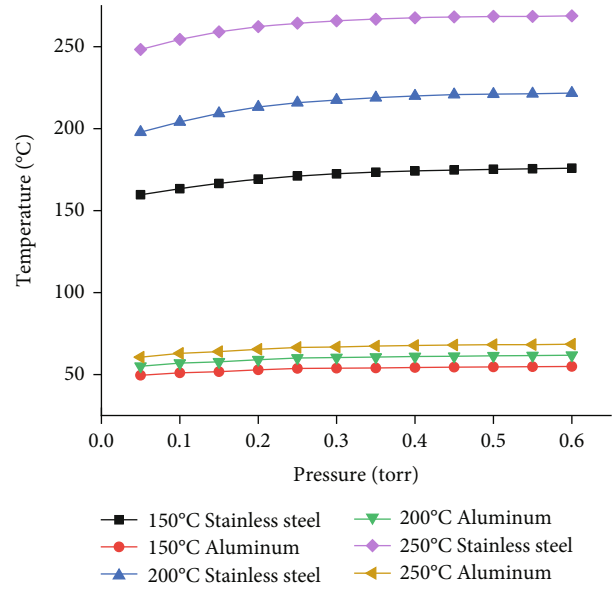 250
200
150
100
50
Temperature (°C)
0.0 0.1 0.2 0.3 0.4 0.5 0.6
Pressure (torr)
150°C Stainless steel
150°C Aluminum
200°C Stainless steel
200°C Aluminum
250°C Stainless steel
250°C Aluminum